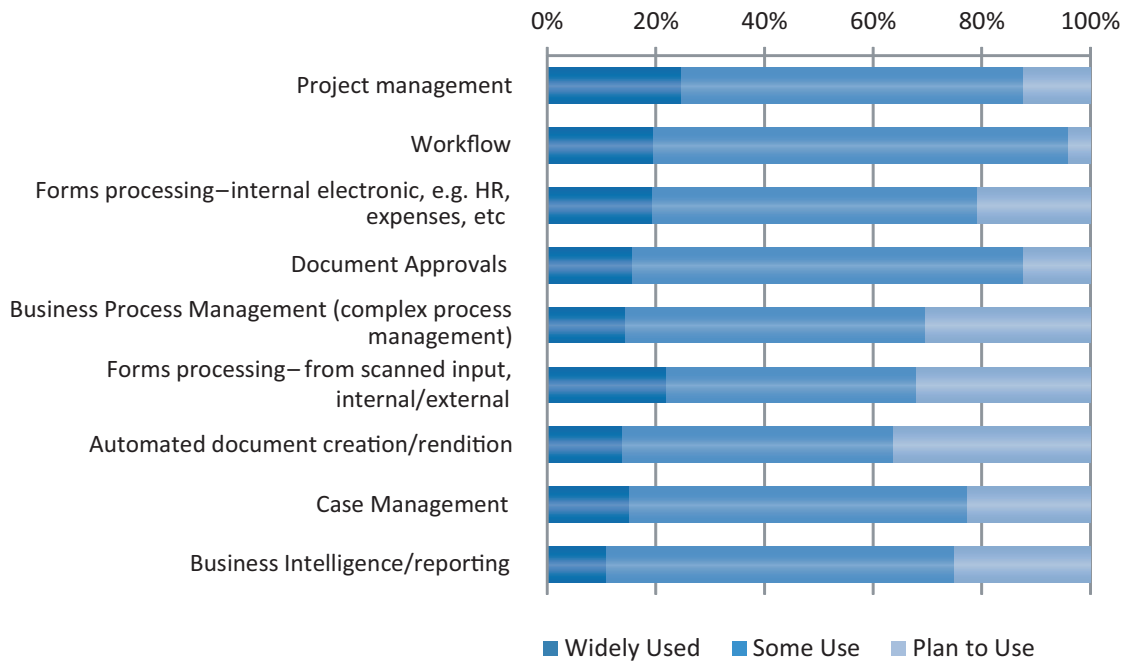 0% 20% 40% 60% 80% 100%
Project management
Workflow
Forms processing–internal electronic, e.g. HR,
expenses, etc
Document Approvals
Business Process Management (complex process
management)
Forms processing–from scanned input,
internal/external
Automated document creation/rendition
Case Management
Business Intelligence/reporting
Widely Used Some Use Plan to Use